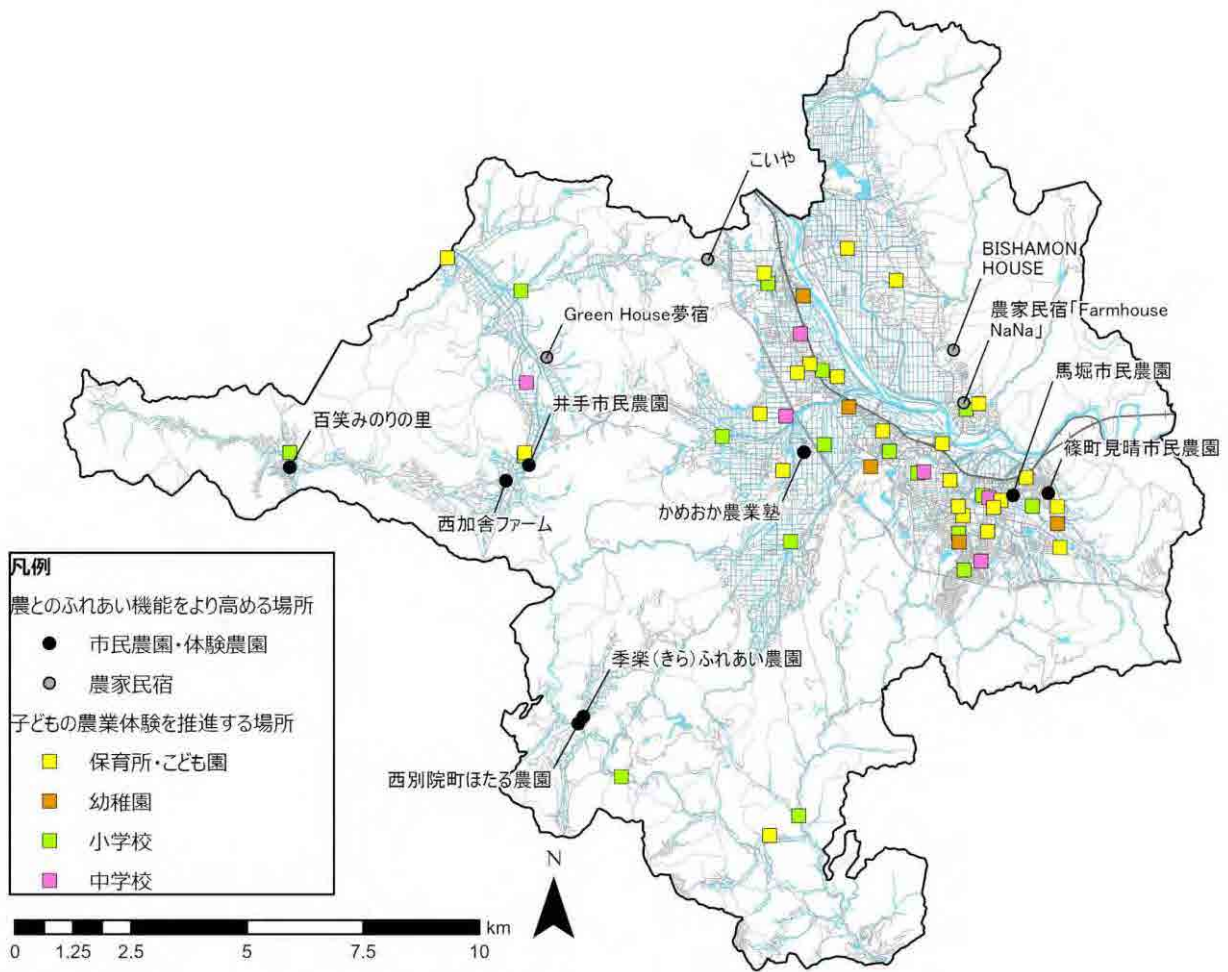 こいや
BISHAMON
HOUSE
農家民宿「Farmhouse
NaNa」
Green House夢宿
馬堀市民農園
井手市民農園
百笑みのりの里
篠町見晴市民農園
西加舎ファーム
かめおか農業塾
凡例
農とのふれあい機能をより高める場所
市民農園・体験農園
農家民宿
子どもの農業体験を推進する場所
保育所・こども園
幼稚園
小学校
中学校
季楽(きら)ふれあい農園
西別院町ほたる農園
N
km
0 1.25 2.5 5 7.5 10